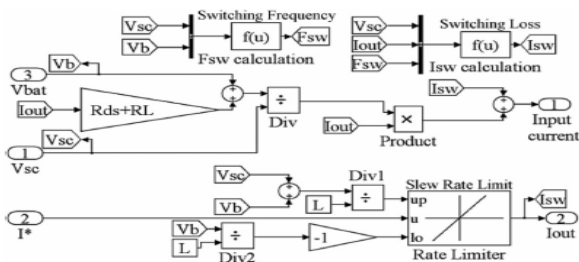 Switching Frequency
Vsc
Vb
f(u)
Fsw
Fsw calculation
Switching Loss
Vsc
Iout
Fsw
f(u)
Isw
Isw calculation
Vb
3
Vbat
Iout
Rds+RL
÷
Div
Isw
Iout
×
Product
1
Input
current
Vsc
1
Vsc
Vsc
Vb
L
÷
Div1
Slew Rate Limit
up
u
lo
Rate Limiter
Isw
2
Iout
2
I*
Vb
L
÷
Div2
-1